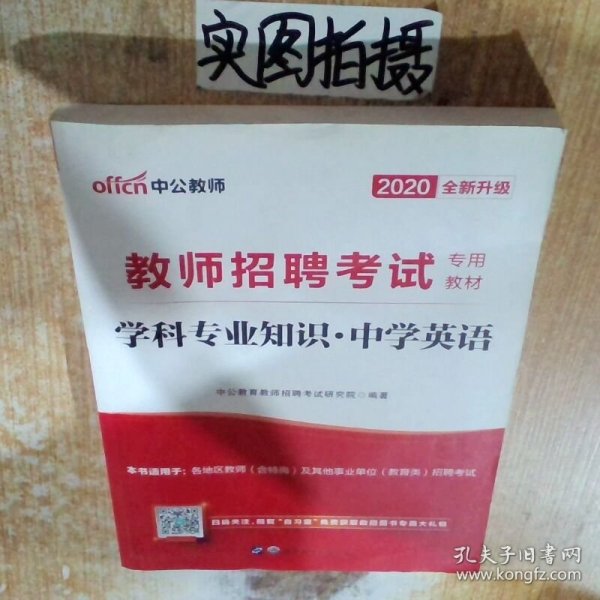 实图拍摄
offcn 中公教师
2020 全新升级
教师招聘考试 专用教材
学科专业知识·中学英语
中公教育教师招聘考试研究院◎编著
本书适用于：各地区教师（含特岗）及其他事业单位（教育类）招聘考试
孔夫子旧书网
www.kongfz.com